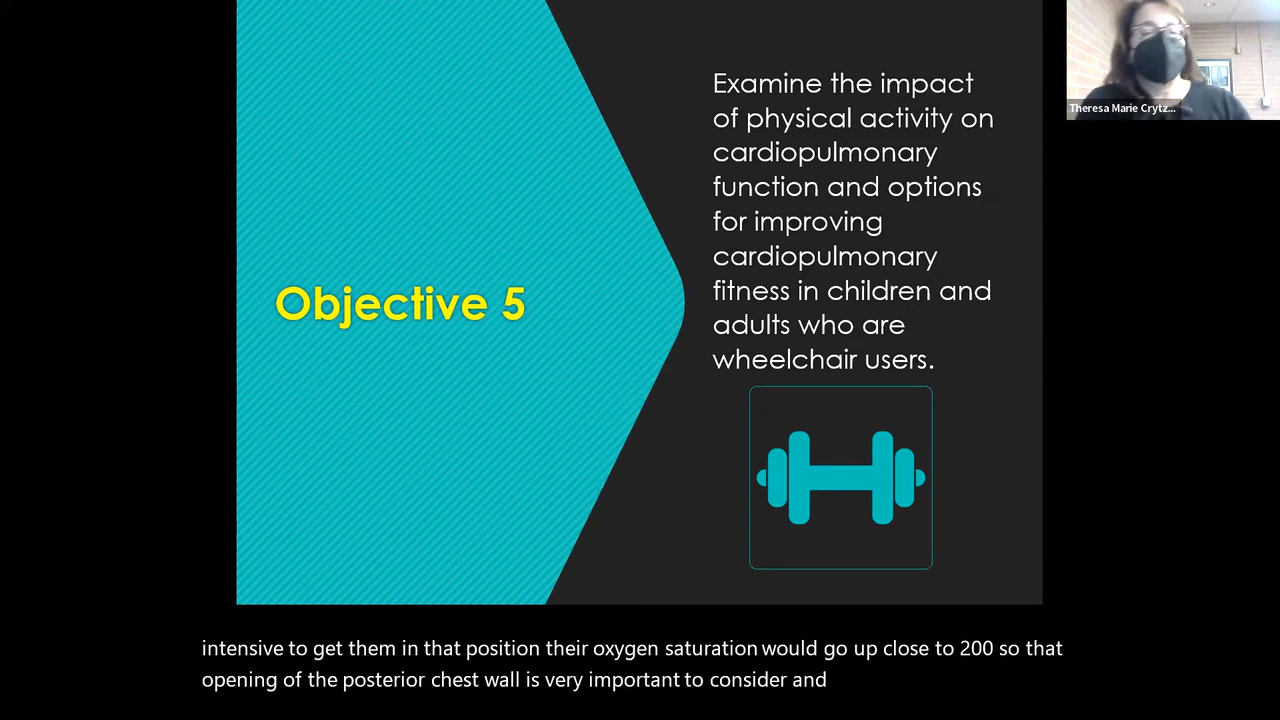 Examine the impact
of physical activity on
cardiopulmonary
function and options
for improving
cardiopulmonary
fitness in children and
adults who are
wheelchair users.
Objective 5
Theresa Marie Crytz...
intensive to get them in that position their oxygen saturation would go up close to 200 so that
opening of the posterior chest wall is very important to consider and